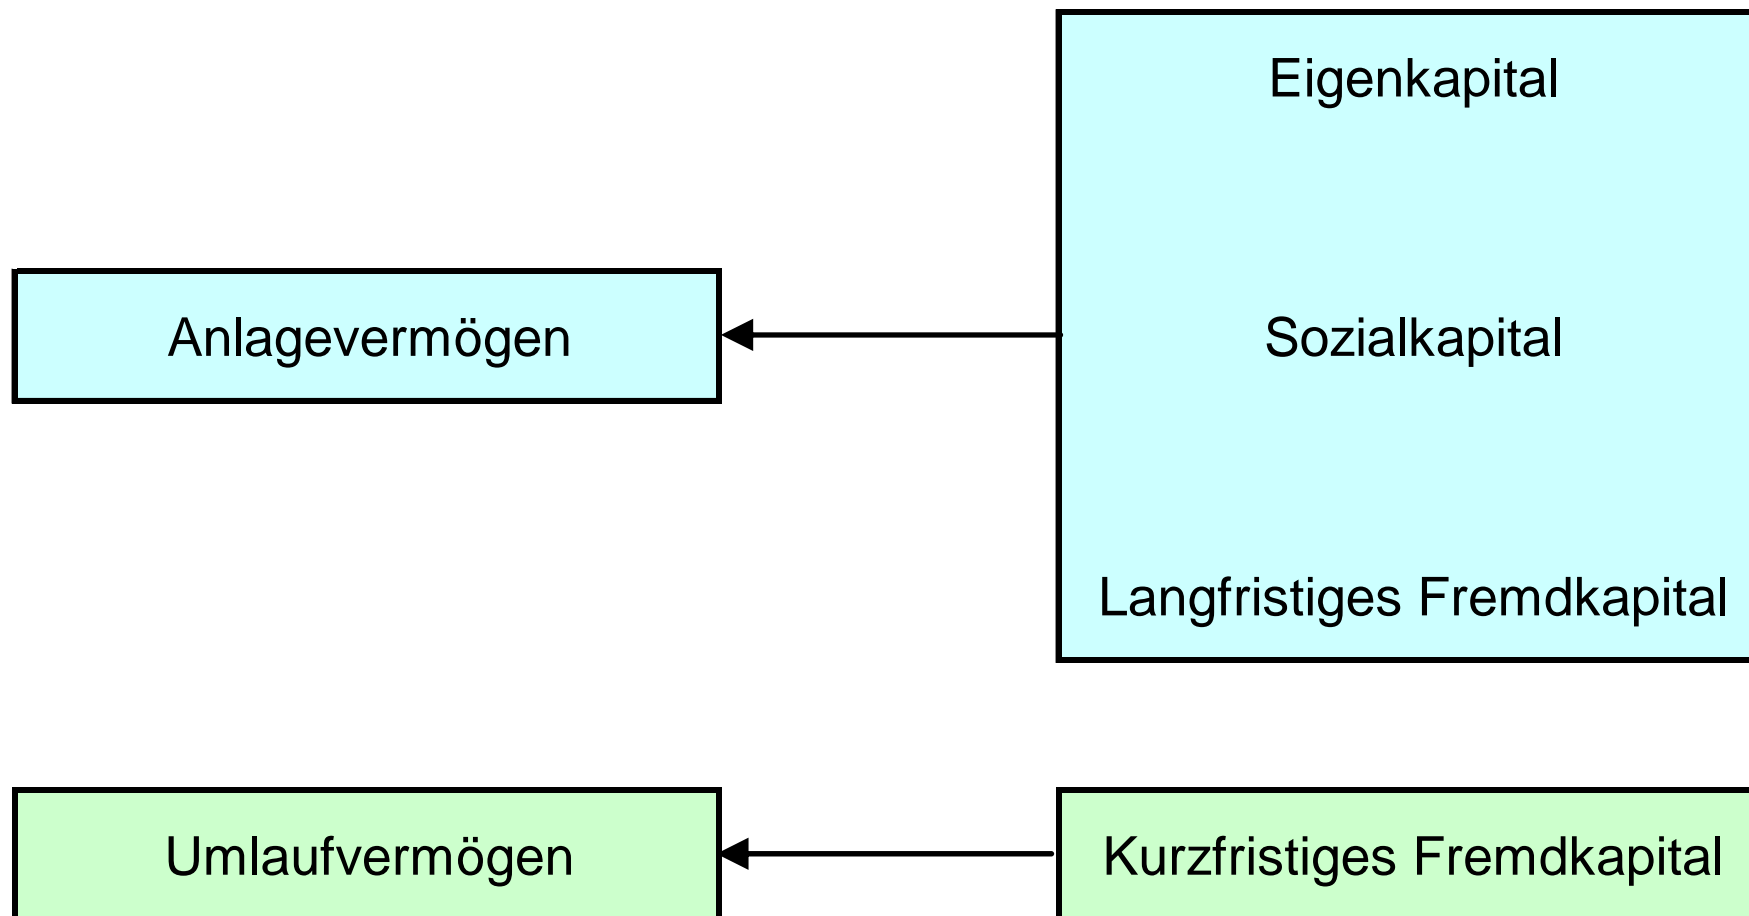 Eigenkapital
Anlagevermögen
Sozialkapital
Langfristiges Fremdkapital
Umlaufvermögen
Kurzfristiges Fremdkapital